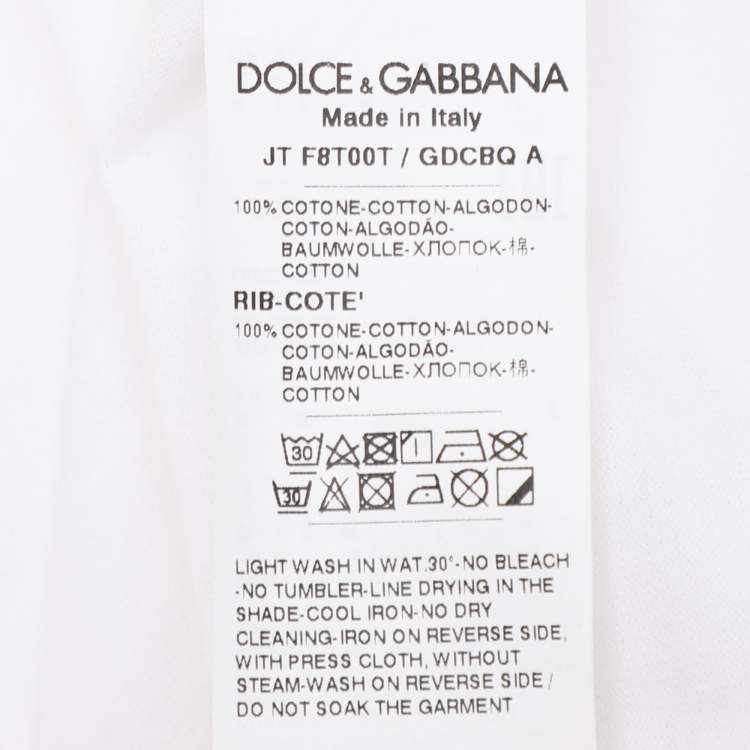 DOLCE & GABBANA
Made in Italy
JT F8T00T / GDCBQ A
100% COTONE-COTTON-ALGODON-
COTON-ALGODÃO-
BAUMWOLLE-ХЛОПОК-棉-
COTTON
RIB-COTE'
100% COTONE-COTTON-ALGODON-
COTON-ALGODÃO-
BAUMWOLLE-ХЛОПОК-棉-
COTTON
30
30
LIGHT WASH IN WAT.30°-NO BLEACH
-NO TUMBLER-LINE DRYING IN THE
SHADE-COOL IRON-NO DRY
CLEANING-IRON ON REVERSE SIDE,
WITH PRESS CLOTH, WITHOUT
STEAM-WASH ON REVERSE SIDE/
DO NOT SOAK THE GARMENT